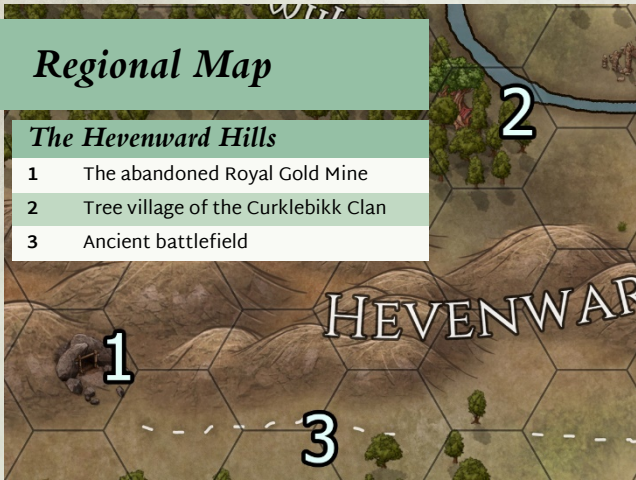 Regional Map
The Hevenward Hills
1 The abandoned Royal Gold Mine
2 Tree village of the Curklebikk Clan
3 Ancient battlefield
2
HEVENWAR
1
3